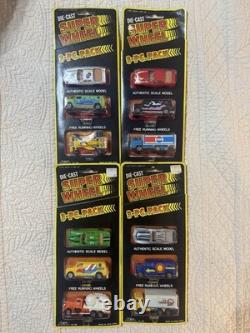 DIE-CAST
SUPER
WHEEL
3-PC. PACK
AUTHENTIC SCALE MODEL
FREE RUNNING WHEELS
DIE-CAST
SUPER
WHEEL
3-PC. PACK
AUTHENTIC SCALE MODEL
FREE RUNNING WHEELS
DIE-CAST
SUPER
WHEEL
3-PC. PACK
AUTHENTIC SCALE MODEL
FREE RUNNING WHEELS
DIE-CAST
SUPER
WHEEL
3-PC. PACK
AUTHENTIC SCALE MODEL
FREE RUNNING WHEELS